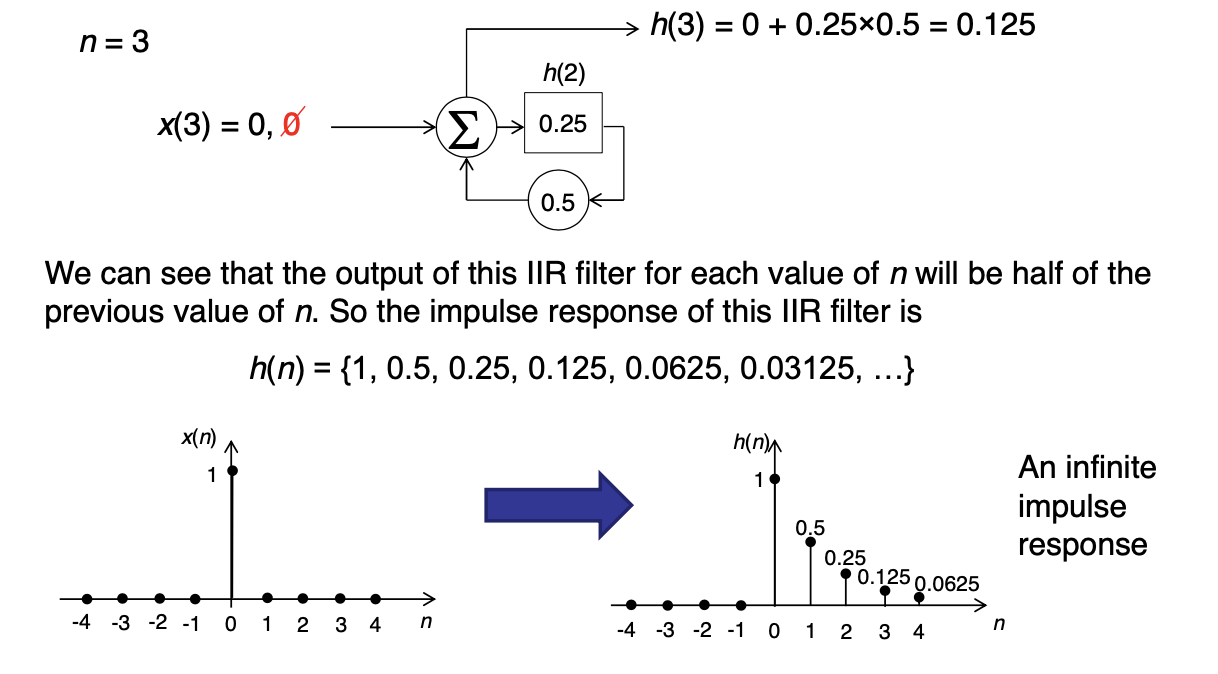 h(3) = 0 + 0.25×0.5 = 0.125
n = 3
h(2)
x(3) = 0, 0
Σ
0.25
0.5
We can see that the output of this IIR filter for each value of n will be half of the
previous value of n. So the impulse response of this IIR filter is
h(n) = {1, 0.5, 0.25, 0.125, 0.0625, 0.03125, …}
x(n)
1
-4 -3 -2 -1 0 1 2 3 4 n
h(n)
1
0.5
0.25
0.125
0.0625
-4 -3 -2 -1 0 1 2 3 4 n
An infinite
impulse
response